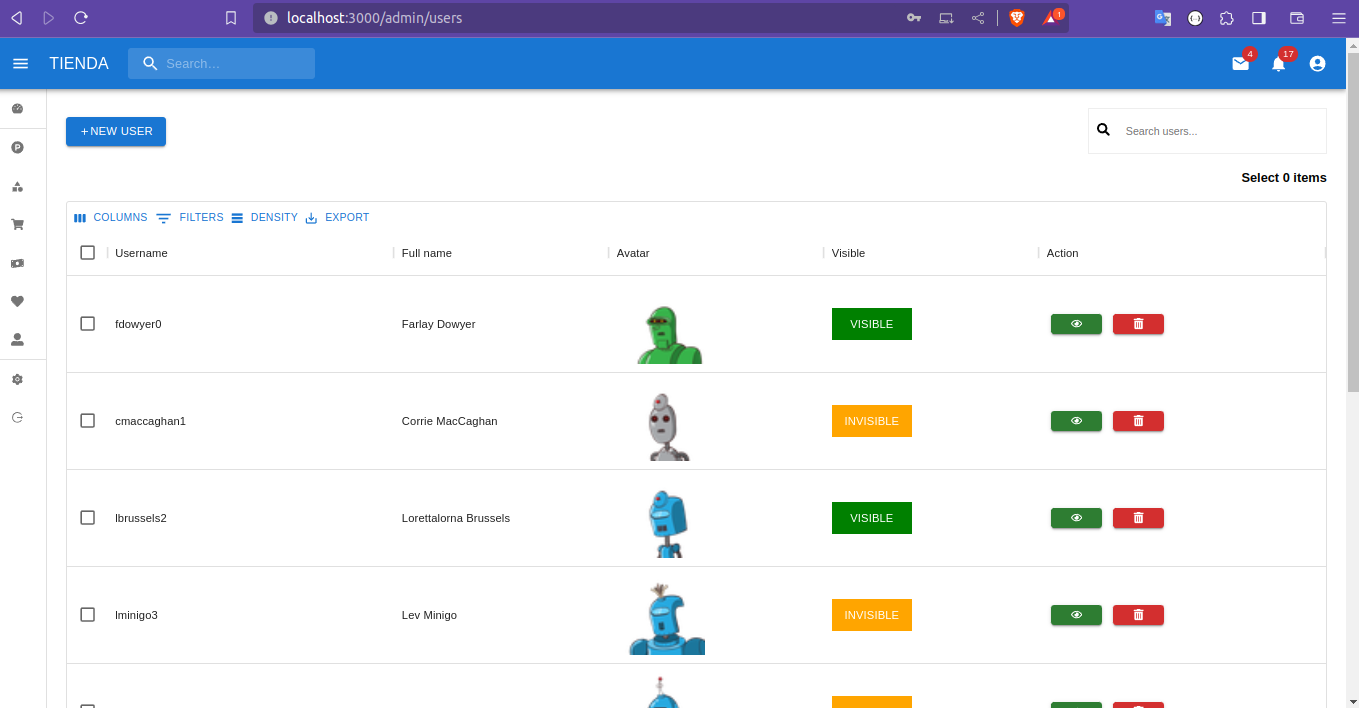 localhost:3000/admin/users
1
TIENDA
Search…
4
17
+ NEW USER
Search users...
Select 0 items
COLUMNS FILTERS DENSITY EXPORT
Username Full name Avatar Visible Action
fdowyer0 Farlay Dowyer VISIBLE
cmaccaghan1 Corrie MacCaghan INVISIBLE
lbrussels2 Lorettalorna Brussels VISIBLE
lminigo3 Lev Minigo INVISIBLE